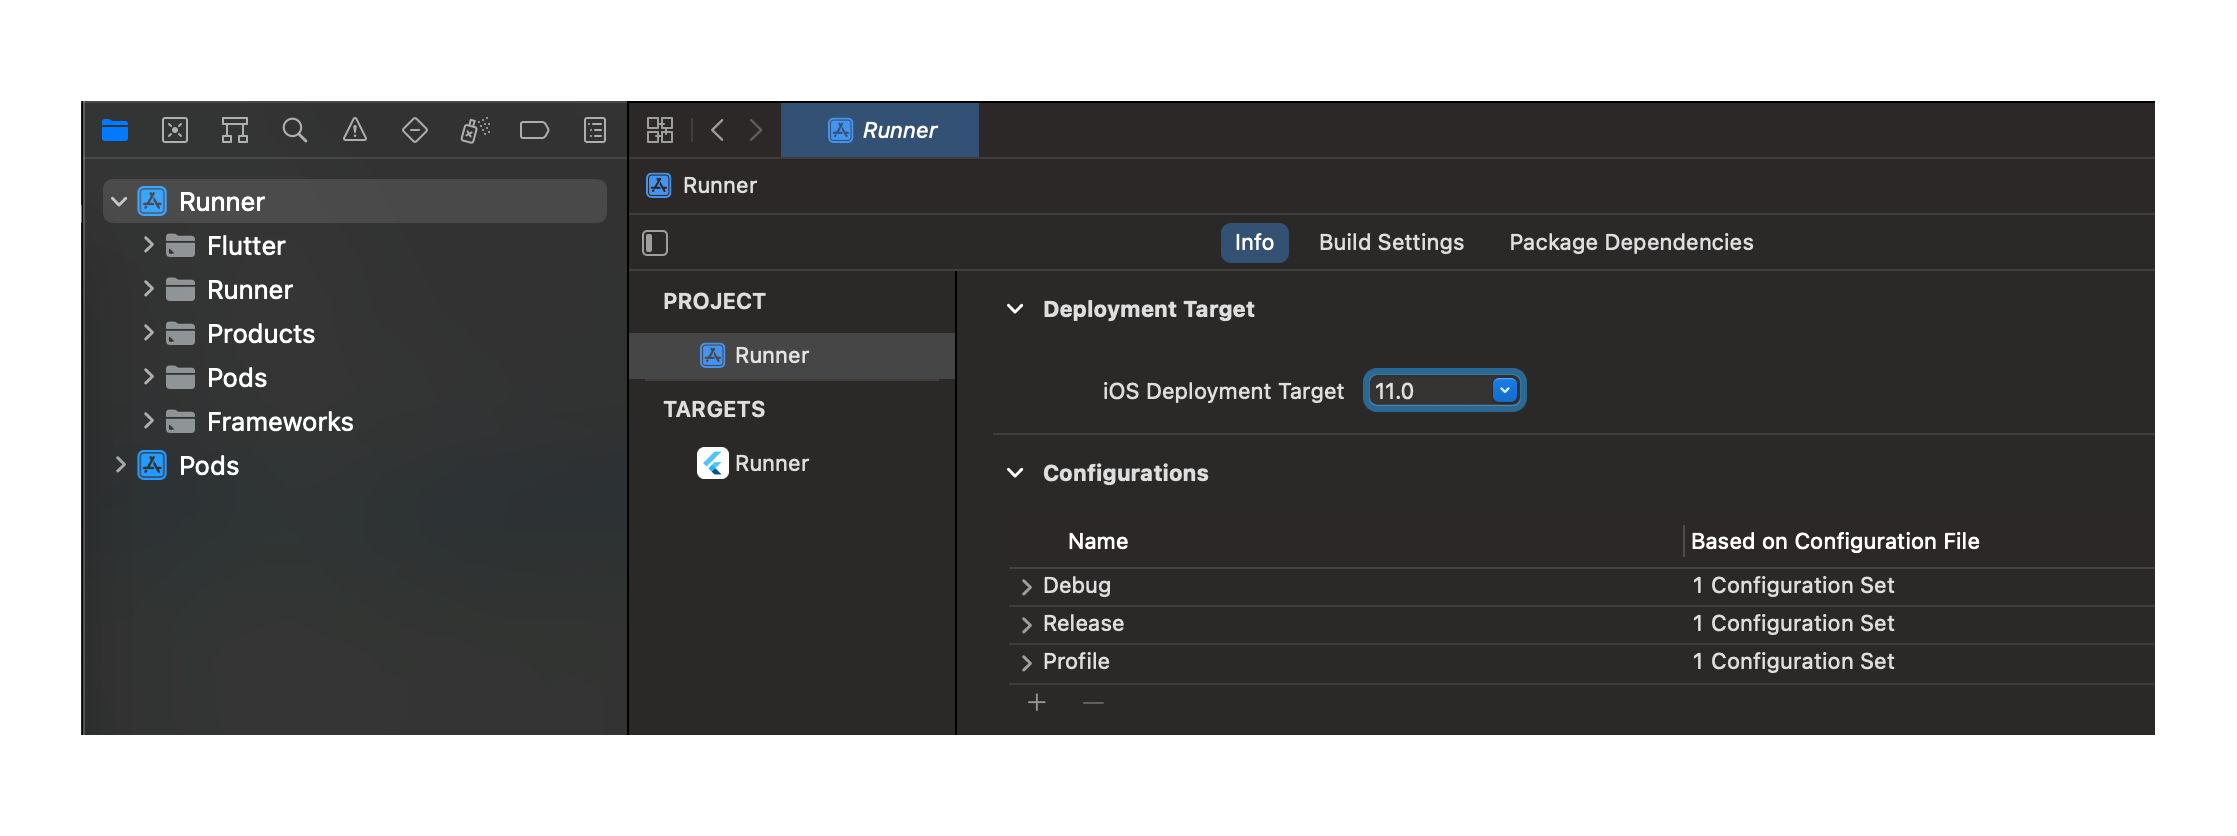 Runner
Flutter
Runner
Products
Pods
Frameworks
Pods
Runner
Runner
Info Build Settings Package Dependencies
PROJECT
Runner
TARGETS
Runner
Deployment Target
iOS Deployment Target 11.0
Configurations
Name Based on Configuration File
Debug 1 Configuration Set
Release 1 Configuration Set
Profile 1 Configuration Set